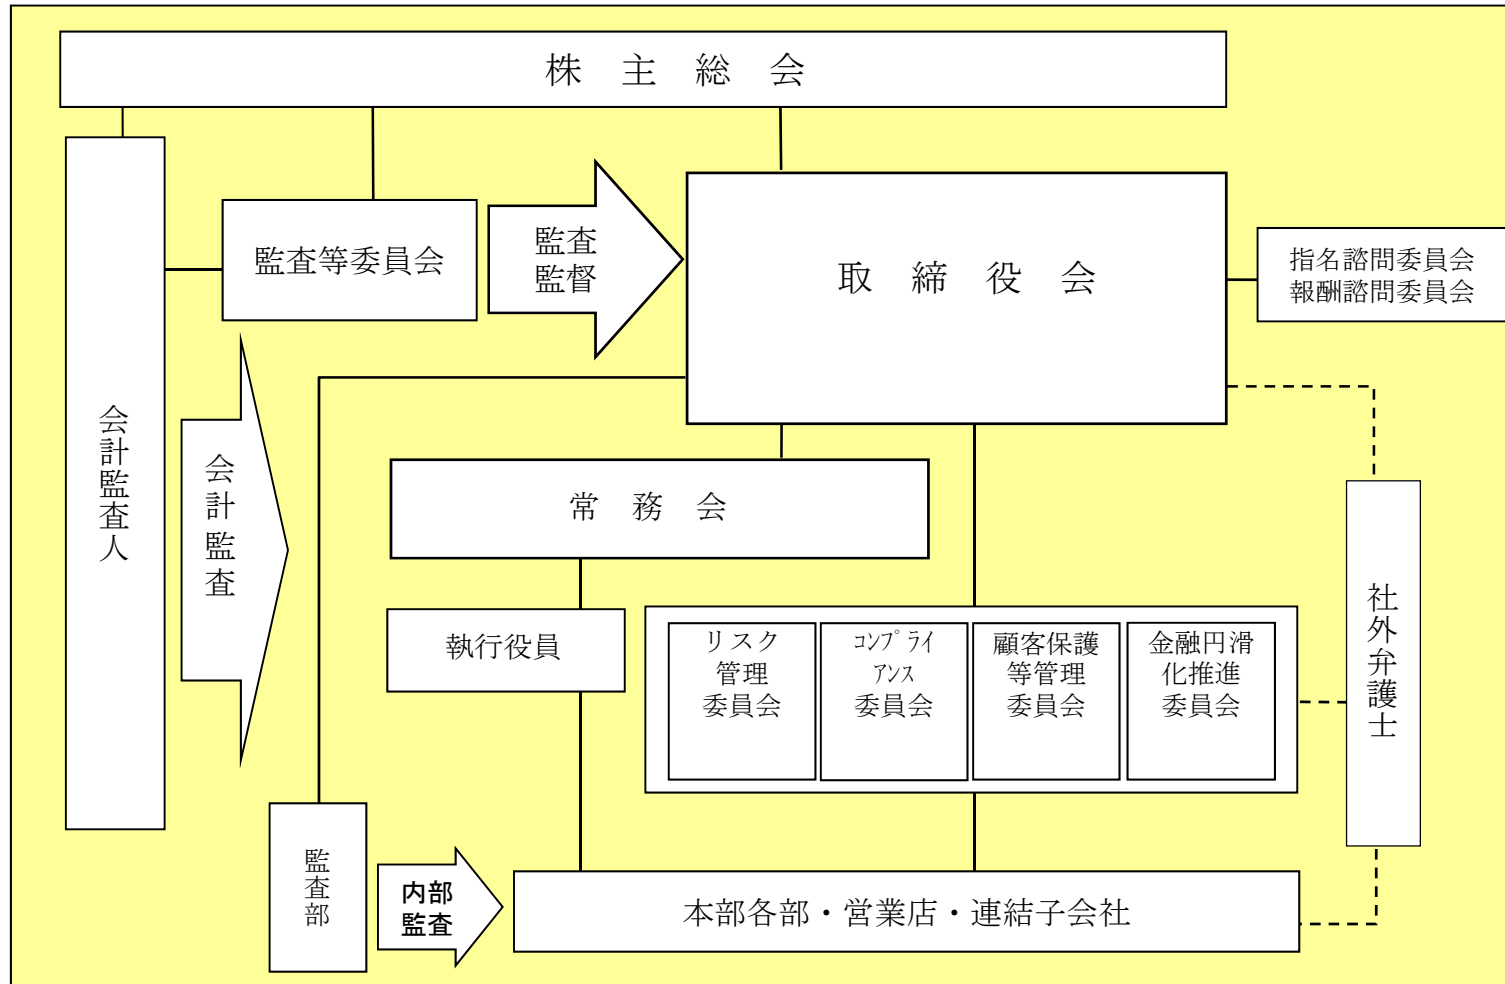 株主総会
監査等委員会
監査
監督
取締役会
指名諮問委員会
報酬諮問委員会
会計監査人
会計監査
常務会
執行役員
リスク
管理
委員会
ｺﾝﾌﾟﾗｲ
ｱﾝｽ
委員会
顧客保護
等管理
委員会
金融円滑
化推進
委員会
社外弁護士
監査部
内部
監査
本部各部・営業店・連結子会社